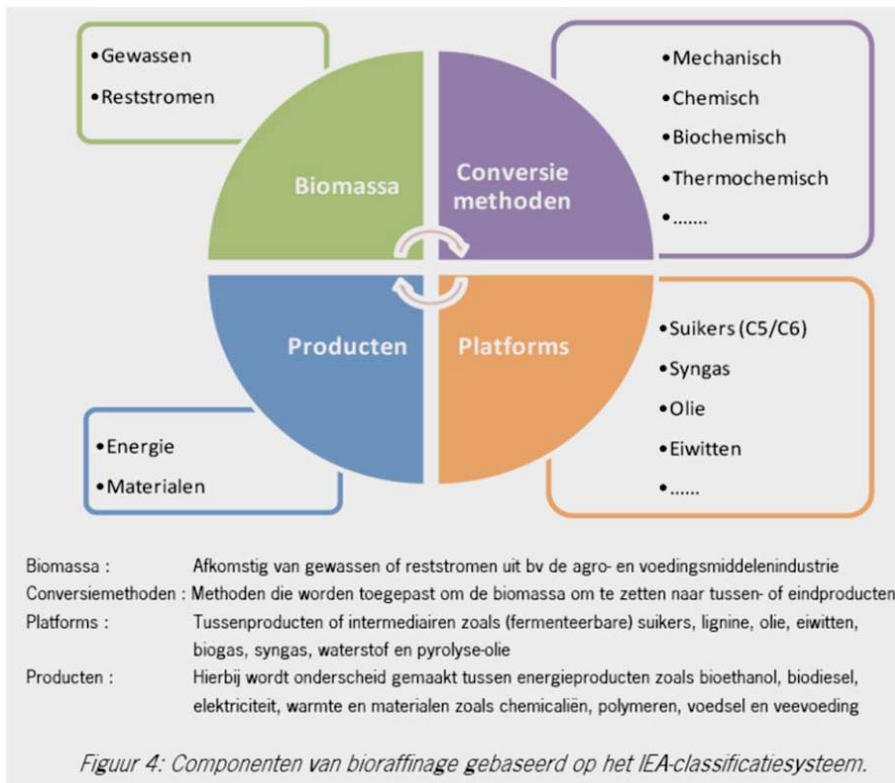 •Gewassen
•Reststromen
Biomassa
Conversie
methoden
•Mechanisch
•Chemisch
•Biochemisch
•Thermochemisch
•.......
Producten
Platforms
•Energie
•Materialen
•Suikers (C5/C6)
•Syngas
•Olie
•Eiwitten
•......
Biomassa : Afkomstig van gewassen of reststromen uit bv de agro- en voedingsmiddelenindustrie
Conversiemethoden : Methoden die worden toegepast om de biomassa om te zetten naar tussen- of eindproducten
Platforms : Tussenproducten of intermediairen zoals (fermenteerbare) suikers, lignine, olie, eiwitten,
biogas, syngas, waterstof en pyrolyse-olie
Producten : Hierbij wordt onderscheid gemaakt tussen energieproducten zoals bioethanol, biodiesel,
elektriciteit, warmte en materialen zoals chemicaliën, polymeren, voedsel en veevoeding
Figuur 4: Componenten van bioraffinage gebaseerd op het IEA-classificatiesysteem.